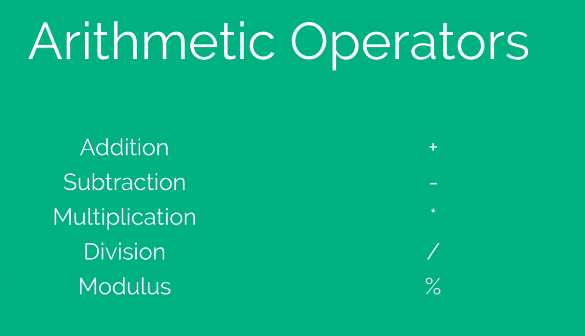 Arithmetic Operators
Addition +
Subtraction -
Multiplication *
Division /
Modulus %